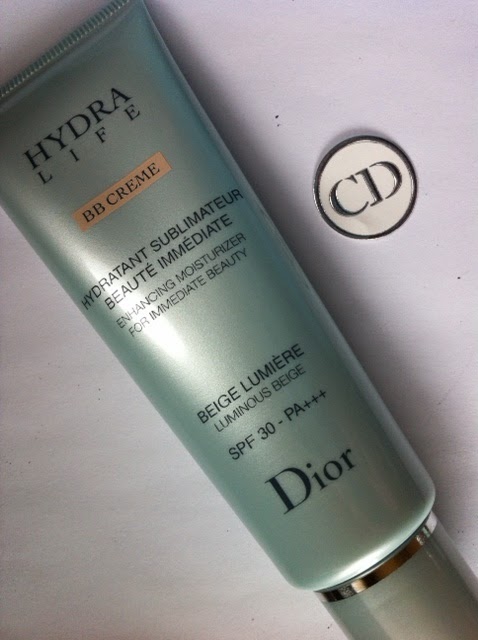 HYDRA
LIFE
BB CREME
HYDRATANT SUBLIMATEUR
BEAUTÉ IMMÉDIATE
ENHANCING MOISTURIZER
FOR IMMEDIATE BEAUTY
BEIGE LUMIÈRE
LUMINOUS BEIGE
SPF 30 - PA+++
Dior
CD